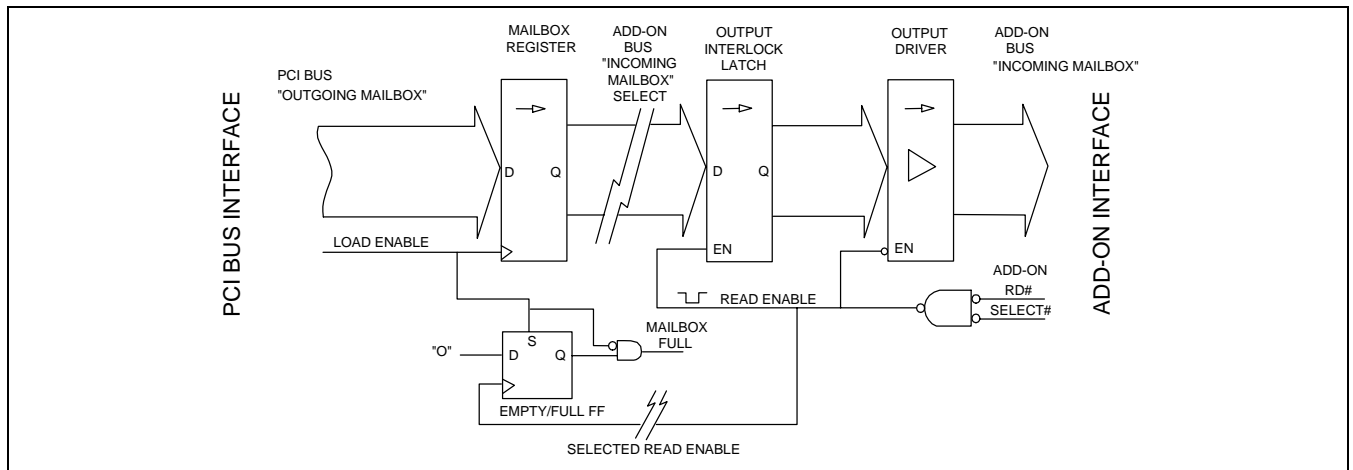 MAILBOX
REGISTER
ADD-ON
BUS
"INCOMING
MAILBOX"
SELECT
OUTPUT
INTERLOCK
LATCH
OUTPUT
DRIVER
ADD-ON
BUS
"INCOMING MAILBOX"
PCI BUS
"OUTGOING MAILBOX"
PCI BUS INTERFACE
ADD-ON INTERFACE
D Q
D Q
LOAD ENABLE
EN
EN
READ ENABLE
ADD-ON
RD#
SELECT#
MAILBOX
FULL
S
"O"
D Q
EMPTY/FULL FF
SELECTED READ ENABLE